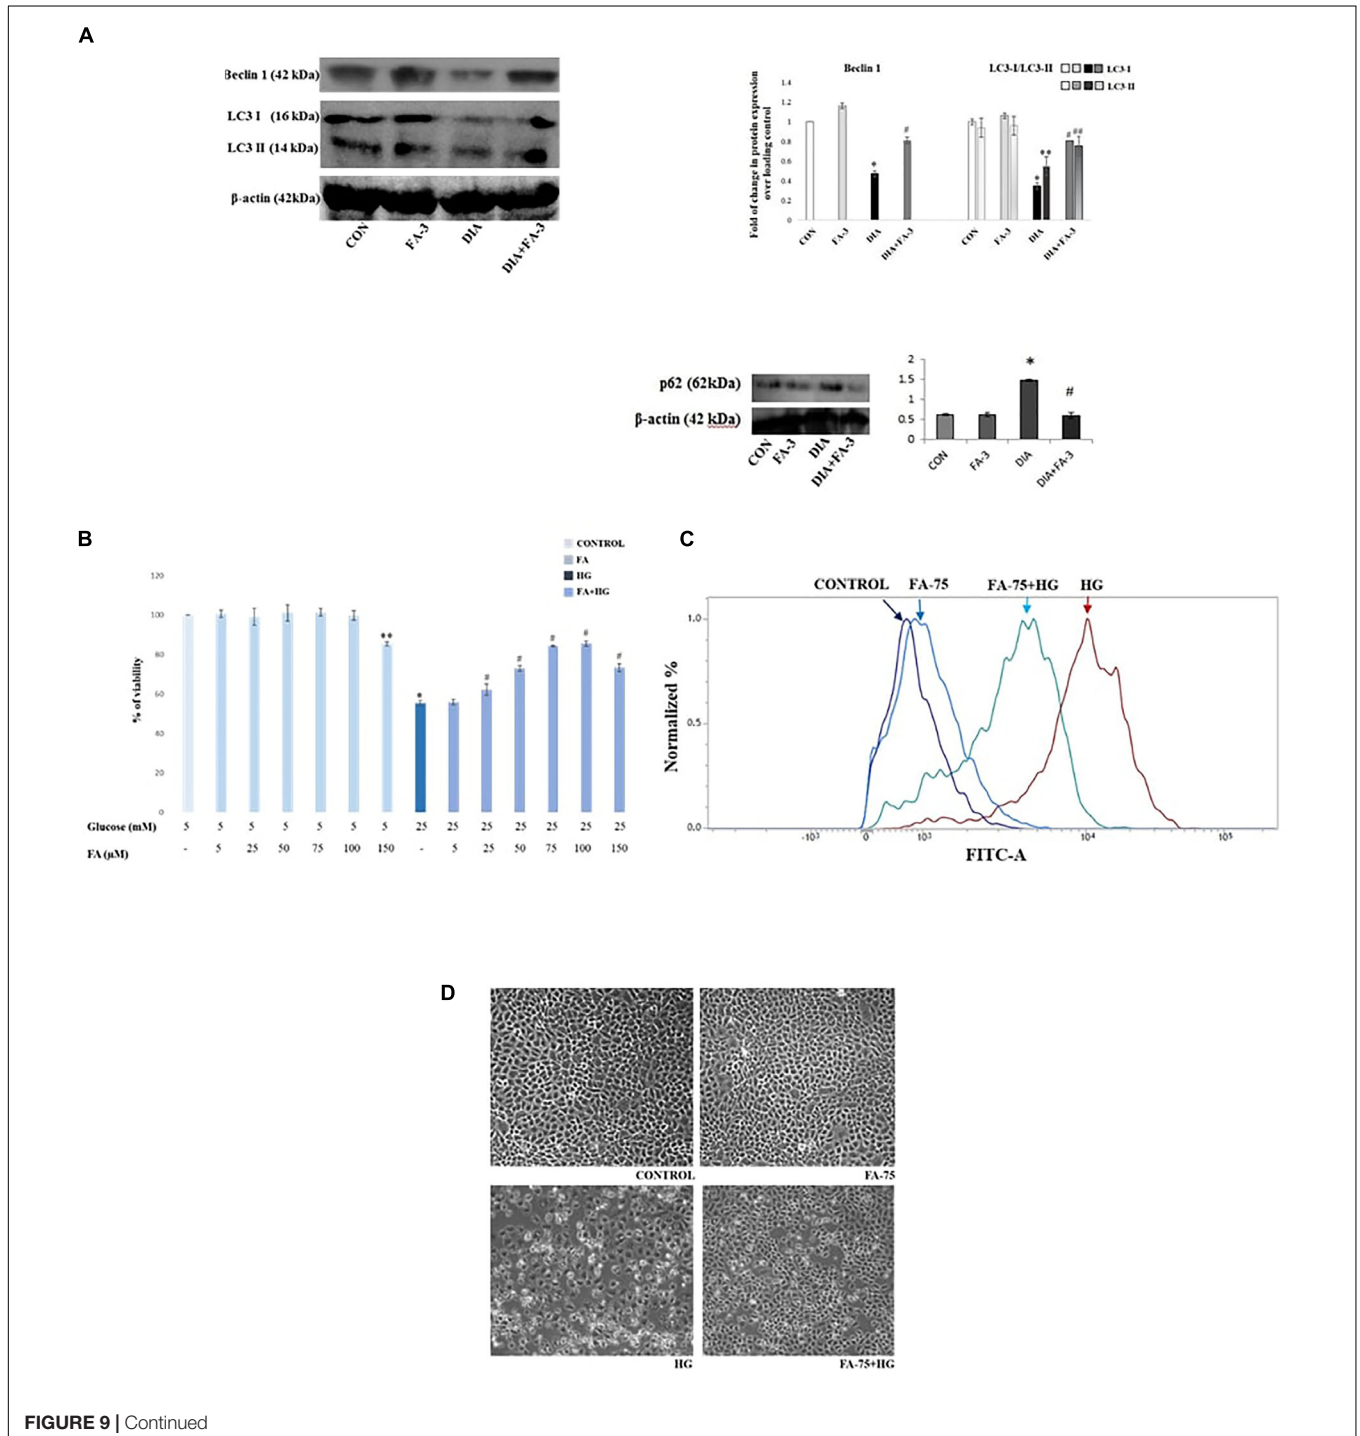 A
Beclin 1 (42 kDa)
LC3 I (16 kDa)
LC3 II (14 kDa)
β-actin (42kDa)
CON FA-3 DIA DIA+FA-3
Beclin 1 LC3-I/LC3-II LC3-I
LC3-II
Fold of change in protein expression
over loading control
1.4
1.2
1
0.8
0.6
0.4
0.2
0
* # * ** # ##
CON FA-3 DIA DIA+FA-3 CON FA-3 DIA DIA+FA-3
p62 (62kDa)
β-actin (42 kDa)
CON FA-3 DIA DIA+FA-3
2
1.5
1
0.5
0
* #
CON FA-3 DIA DIA+FA-3
B
CONTROL
FA
HG
FA+HG
% of viability
120
100
80
60
40
20
0
** * # # # # #
Glucose (mM) 5 5 5 5 5 5 5 25 25 25 25 25 25 25
FA (µM) - 5 25 50 75 100 150 - 5 25 50 75 100 150
C
CONTROL FA-75 FA-75+HG HG
Normalized %
1.0
0.5
0.0
-10³ 0 10³ 10⁴ 10⁵
FITC-A
D
CONTROL FA-75
HG FA-75+HG
FIGURE 9 | Continued